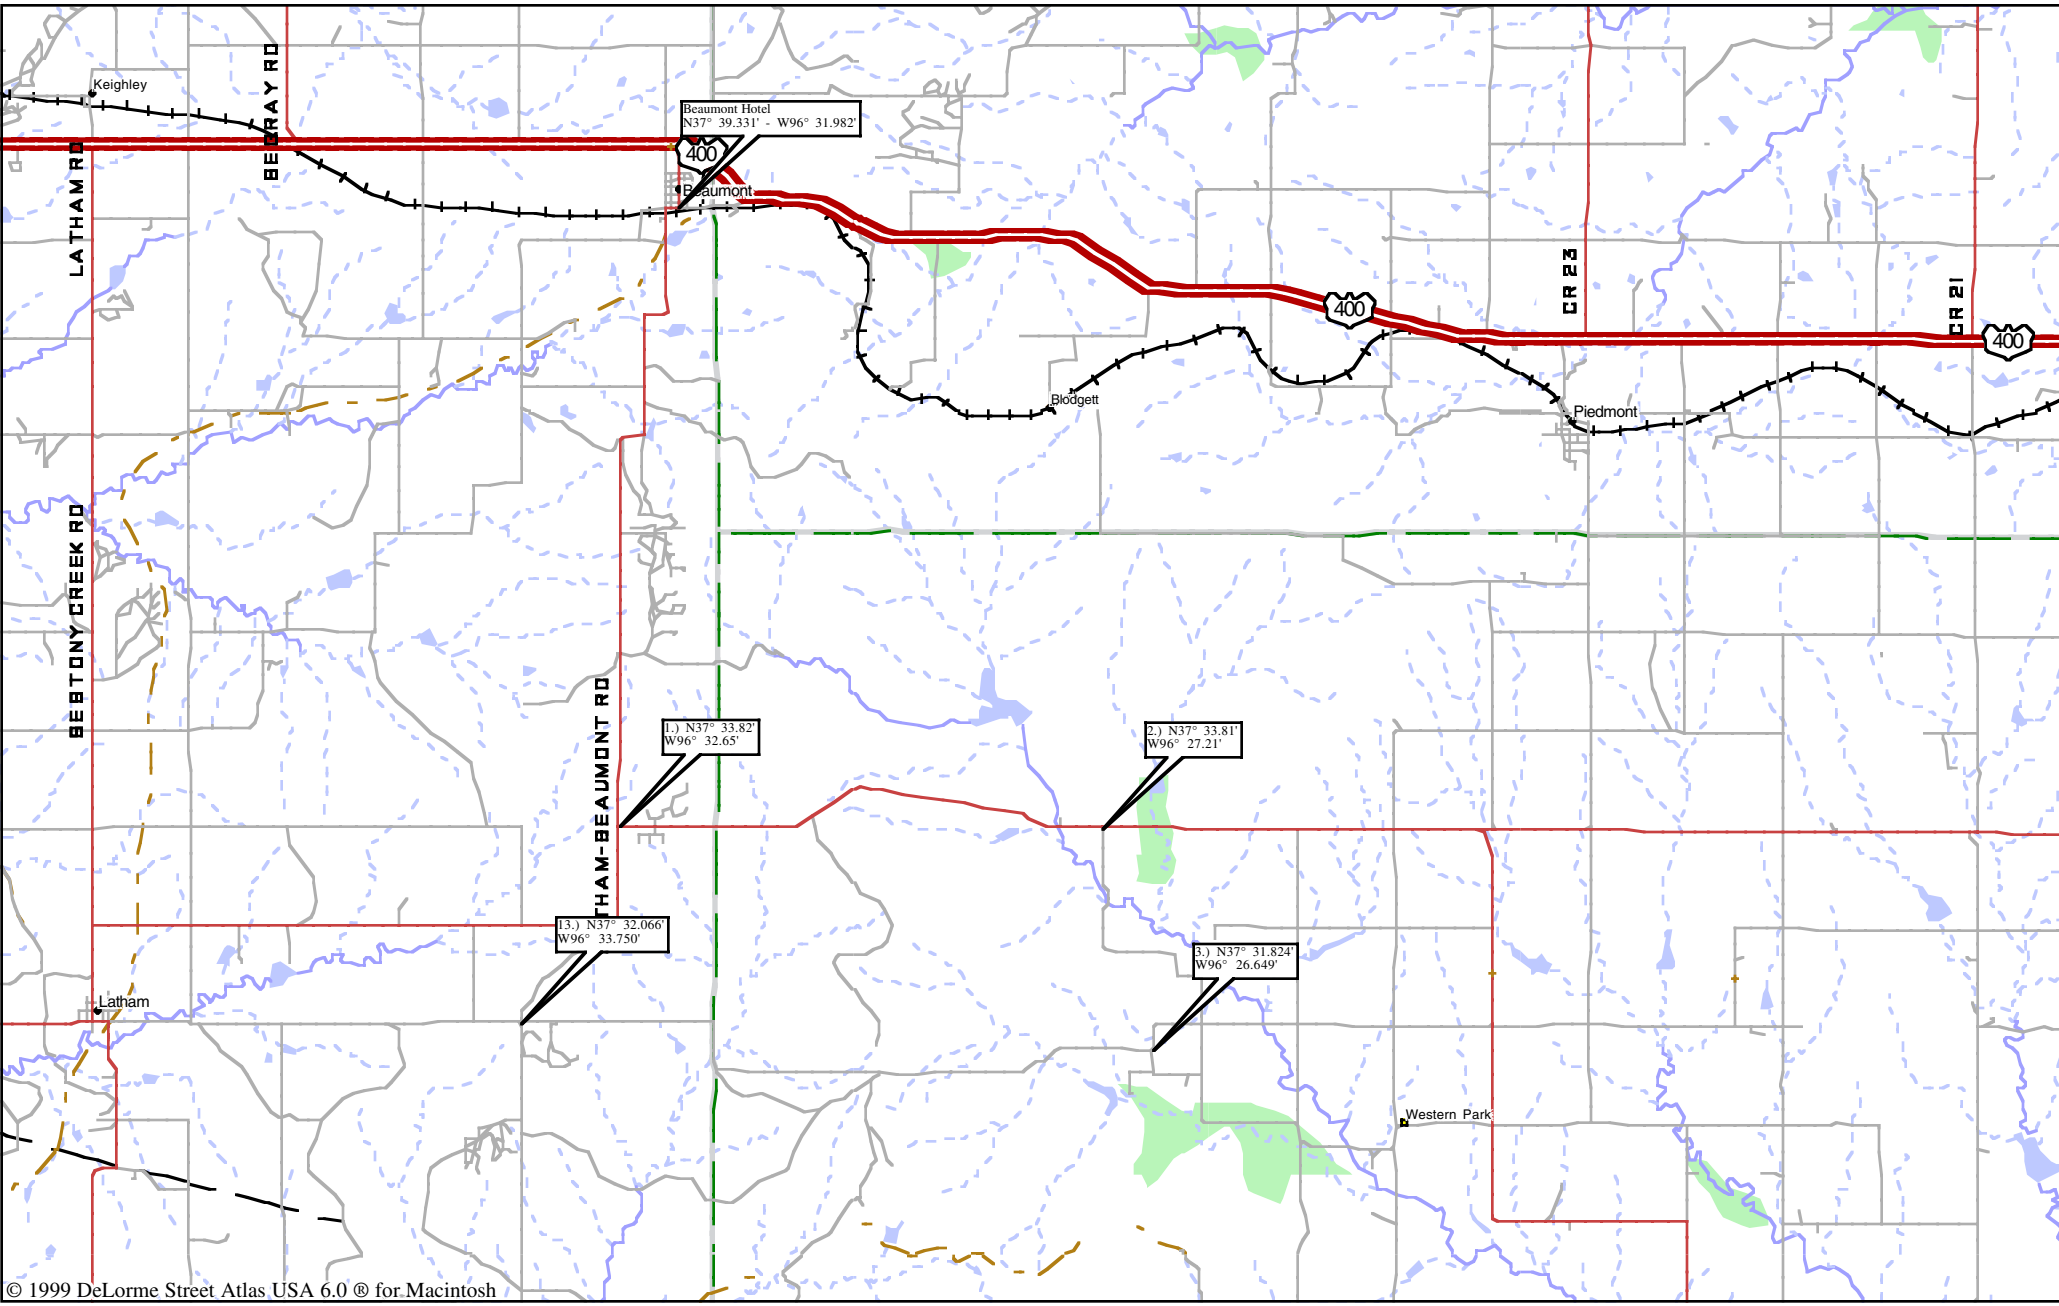 Keighley
SEGRAY RD
LATHAM RD
Beaumont Hotel
N37° 39.331' - W96° 31.982'
400
Beaumont
CR 23
CR 21
400
400
Blodgett
Piedmont
1.) N37° 33.82'
W96° 32.65'
2.) N37° 33.81'
W96° 27.21'
THAM-BEAUMONT RD
13.) N37° 32.066'
W96° 33.750'
3.) N37° 31.824'
W96° 26.649'
CREEK RD
Latham
Western Park
© 1999 DeLorme Street Atlas USA 6.0 ® for Macintosh